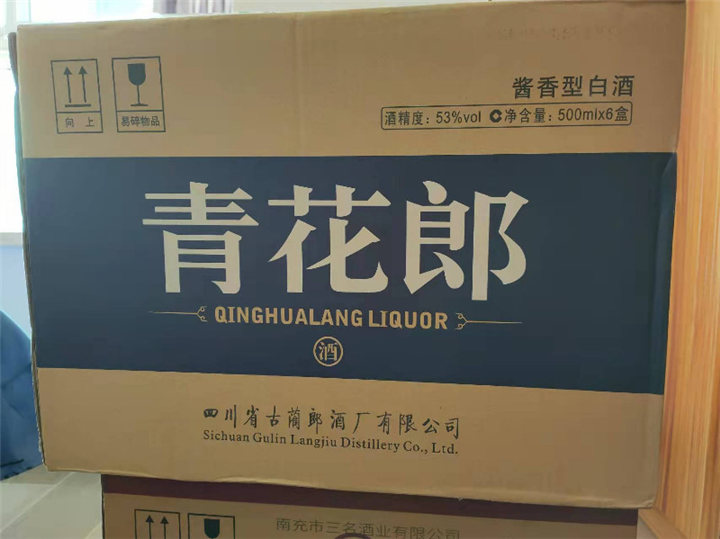 向 上
易碎物品
酱香型白酒
酒精度：53%vol 净含量：500mlx6盒
青花郎
QINGHUALANG LIQUOR
酒
四川省古蔺郎酒厂有限公司
Sichuan Gulin Langjiu Distillery Co., Ltd.
南充市三名酒业有限公司